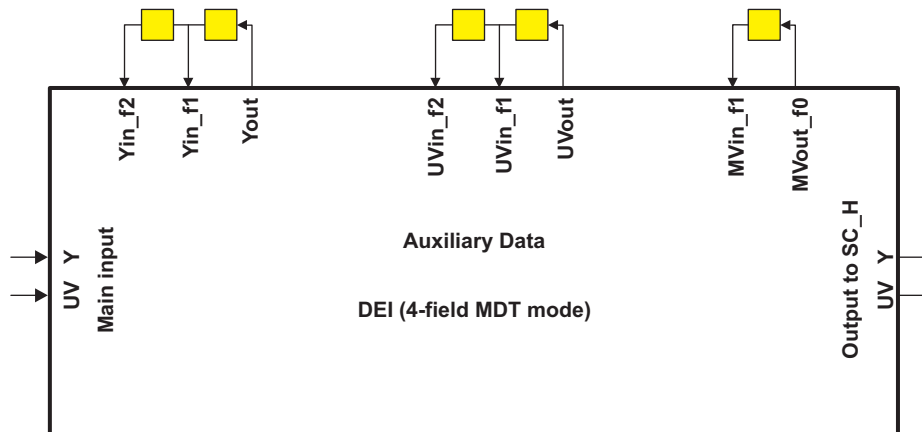 Yin_f2
Yin_f1
Yout
UVin_f2
UVin_f1
UVout
MVin_f1
MVout_f0
Y
UV
Main input
Auxiliary Data
DEI (4-field MDT mode)
Output to SC_H
Y
UV